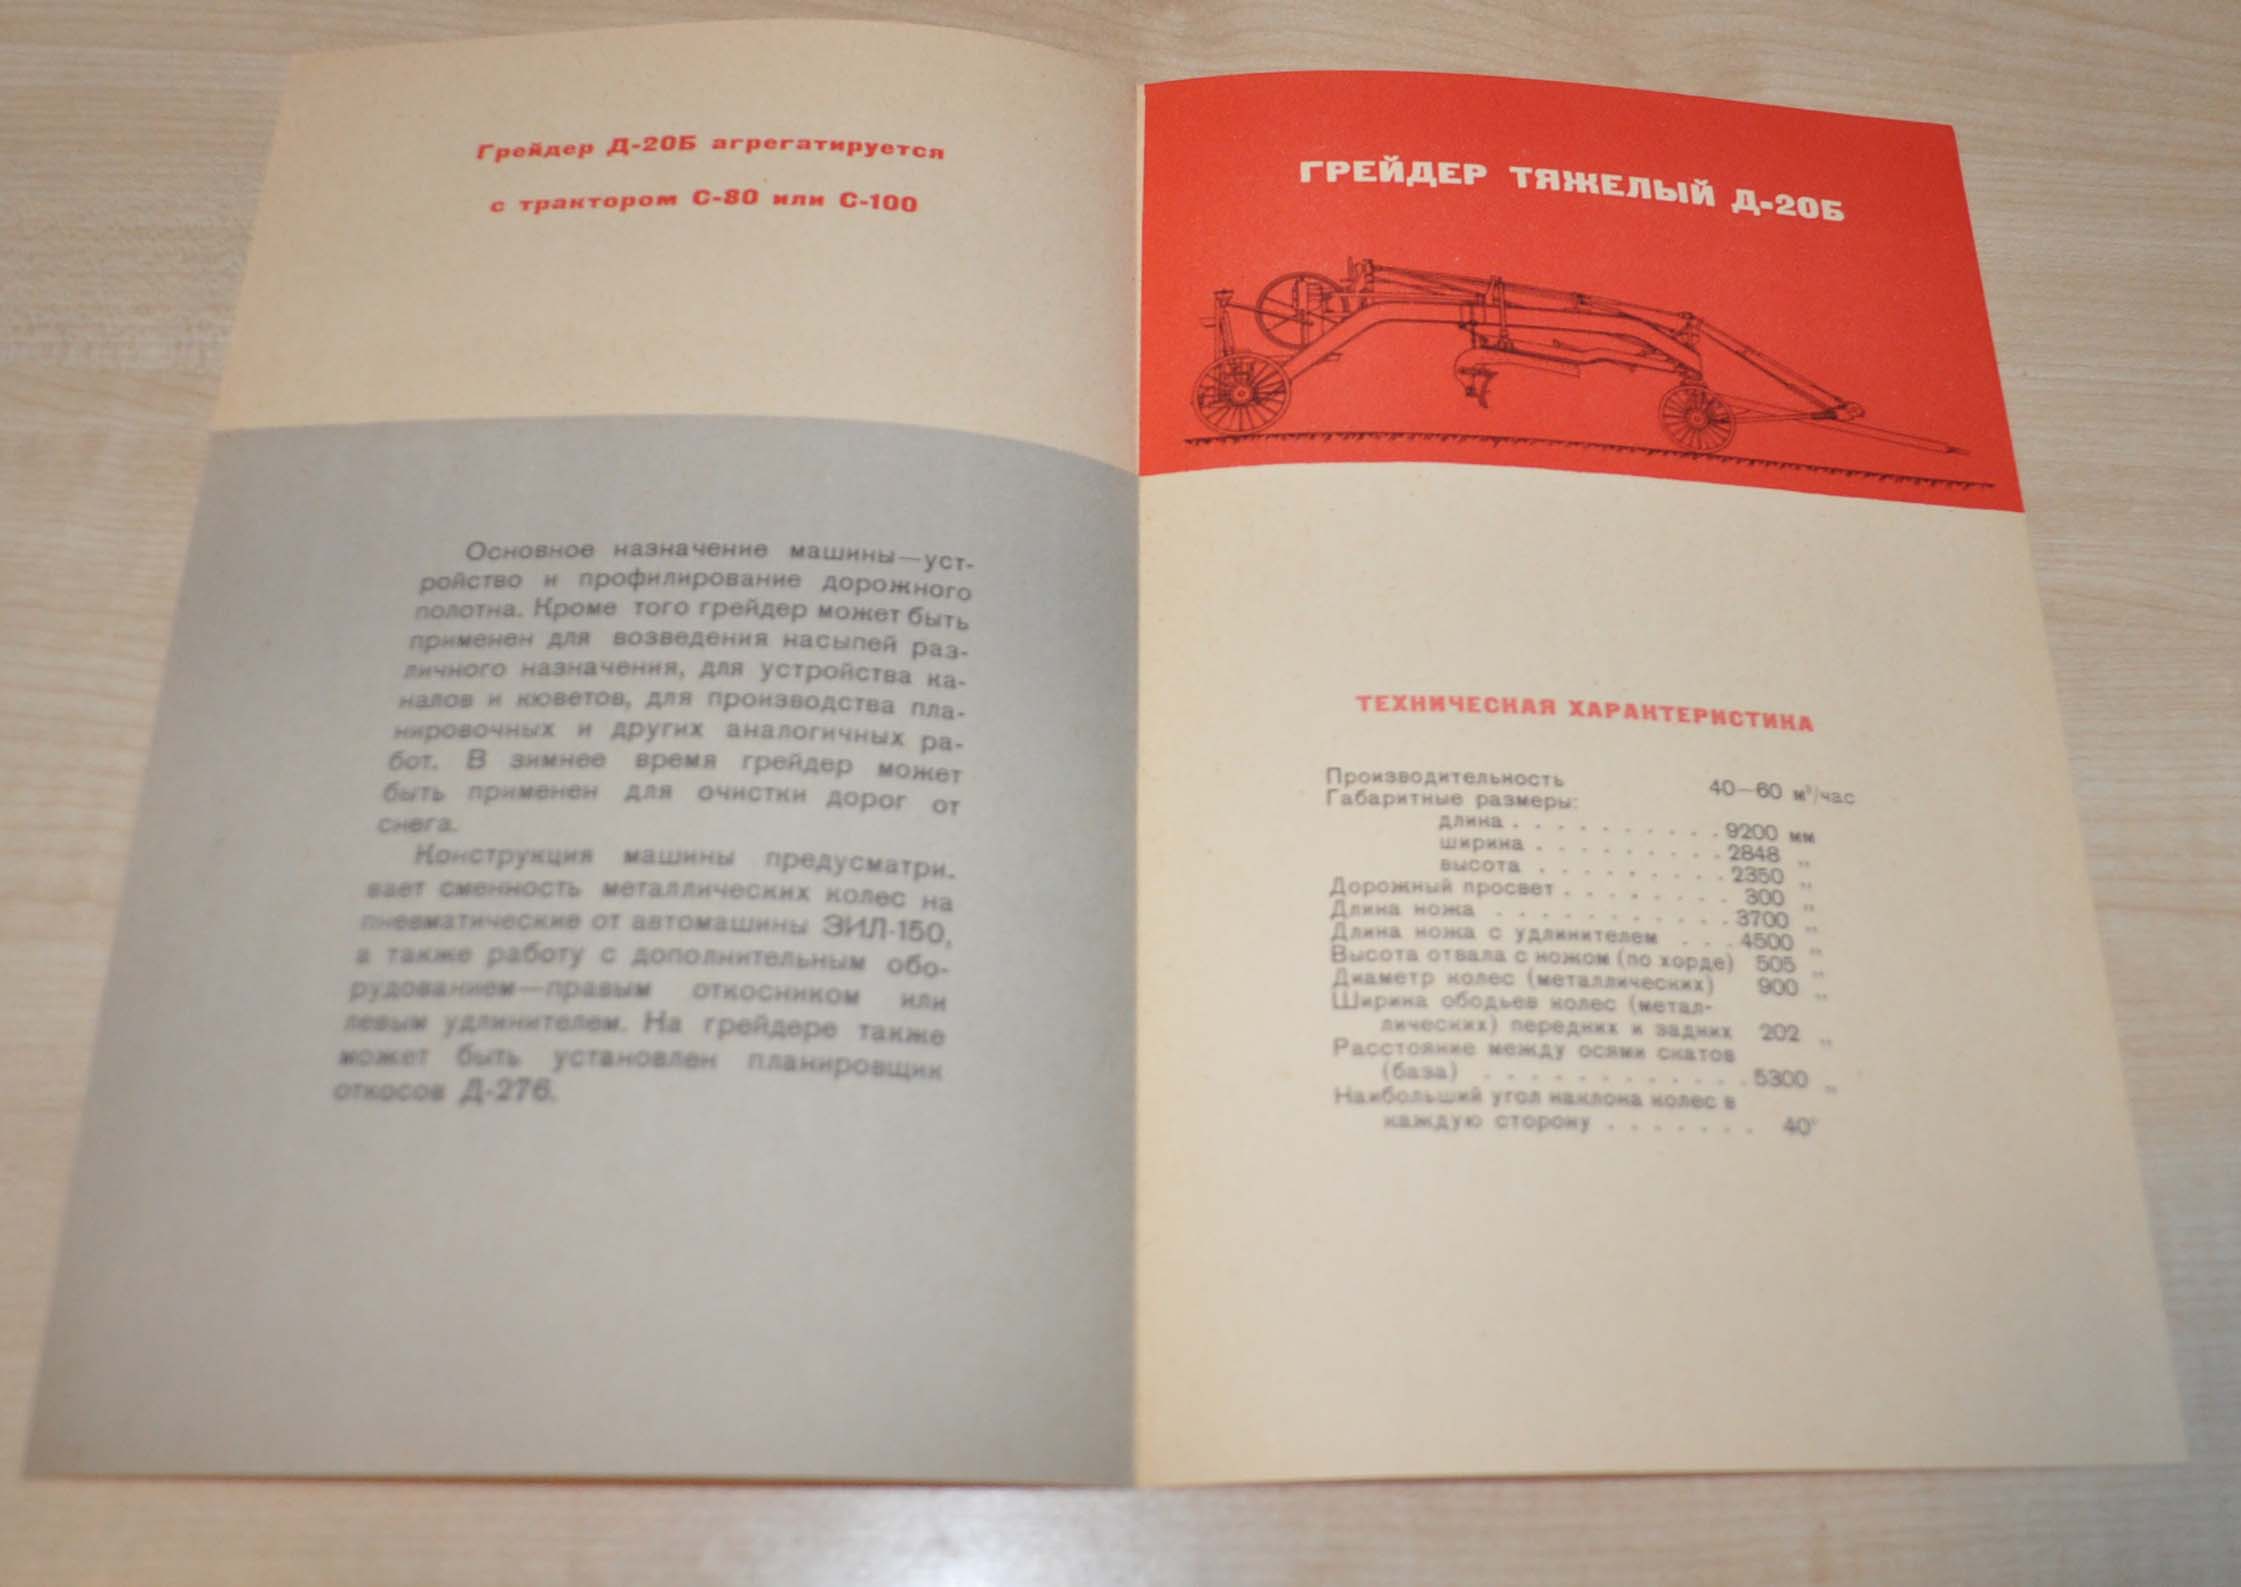 Грейдер Д-20Б агрегатируется
с трактором С-80 или С-100
Основное назначение машины—уст-
ройство и профилирование дорожного
полотна. Кроме того грейдер может быть
применен для возведения насыпей раз-
личного назначения, для устройства ка-
налов и кюветов, для производства пла-
нировочных и других аналогичных ра-
бот. В зимнее время грейдер может
быть применен для очистки дорог от
снега.
Конструкция машины предусматри-
вает сменность металлических колес на
пневматические от автомашины ЗИЛ-150,
а также работу с дополнительным обо-
рудованием—правым откосником или
левым удлинителем. На грейдере также
может быть установлен планировщик
откосов Д-276.
ГРЕЙДЕР ТЯЖЕЛЫЙ Д-20Б
ТЕХНИЧЕСКАЯ ХАРАКТЕРИСТИКА
Производительность 40—60 м³/час
Габаритные размеры:
длина . . . . . . . . . . 9200 мм
ширина . . . . . . . . . 2848 „
высота . . . . . . . . . 2350 „
Дорожный просвет . . . . . . . 300 „
Длина ножа . . . . . . . . . . . 3700 „
Длина ножа с удлинителем . . . 4500 „
Высота отвала с ножом (по хорде) 505 „
Диаметр колес (металлических) 900 „
Ширина ободьев колес (метал-
лических) передних и задних 202 „
Расстояние между осями скатов
(база) . . . . . . . . . . . . 5300 „
Наибольший угол наклона колес в
каждую сторону . . . . . . . 40°